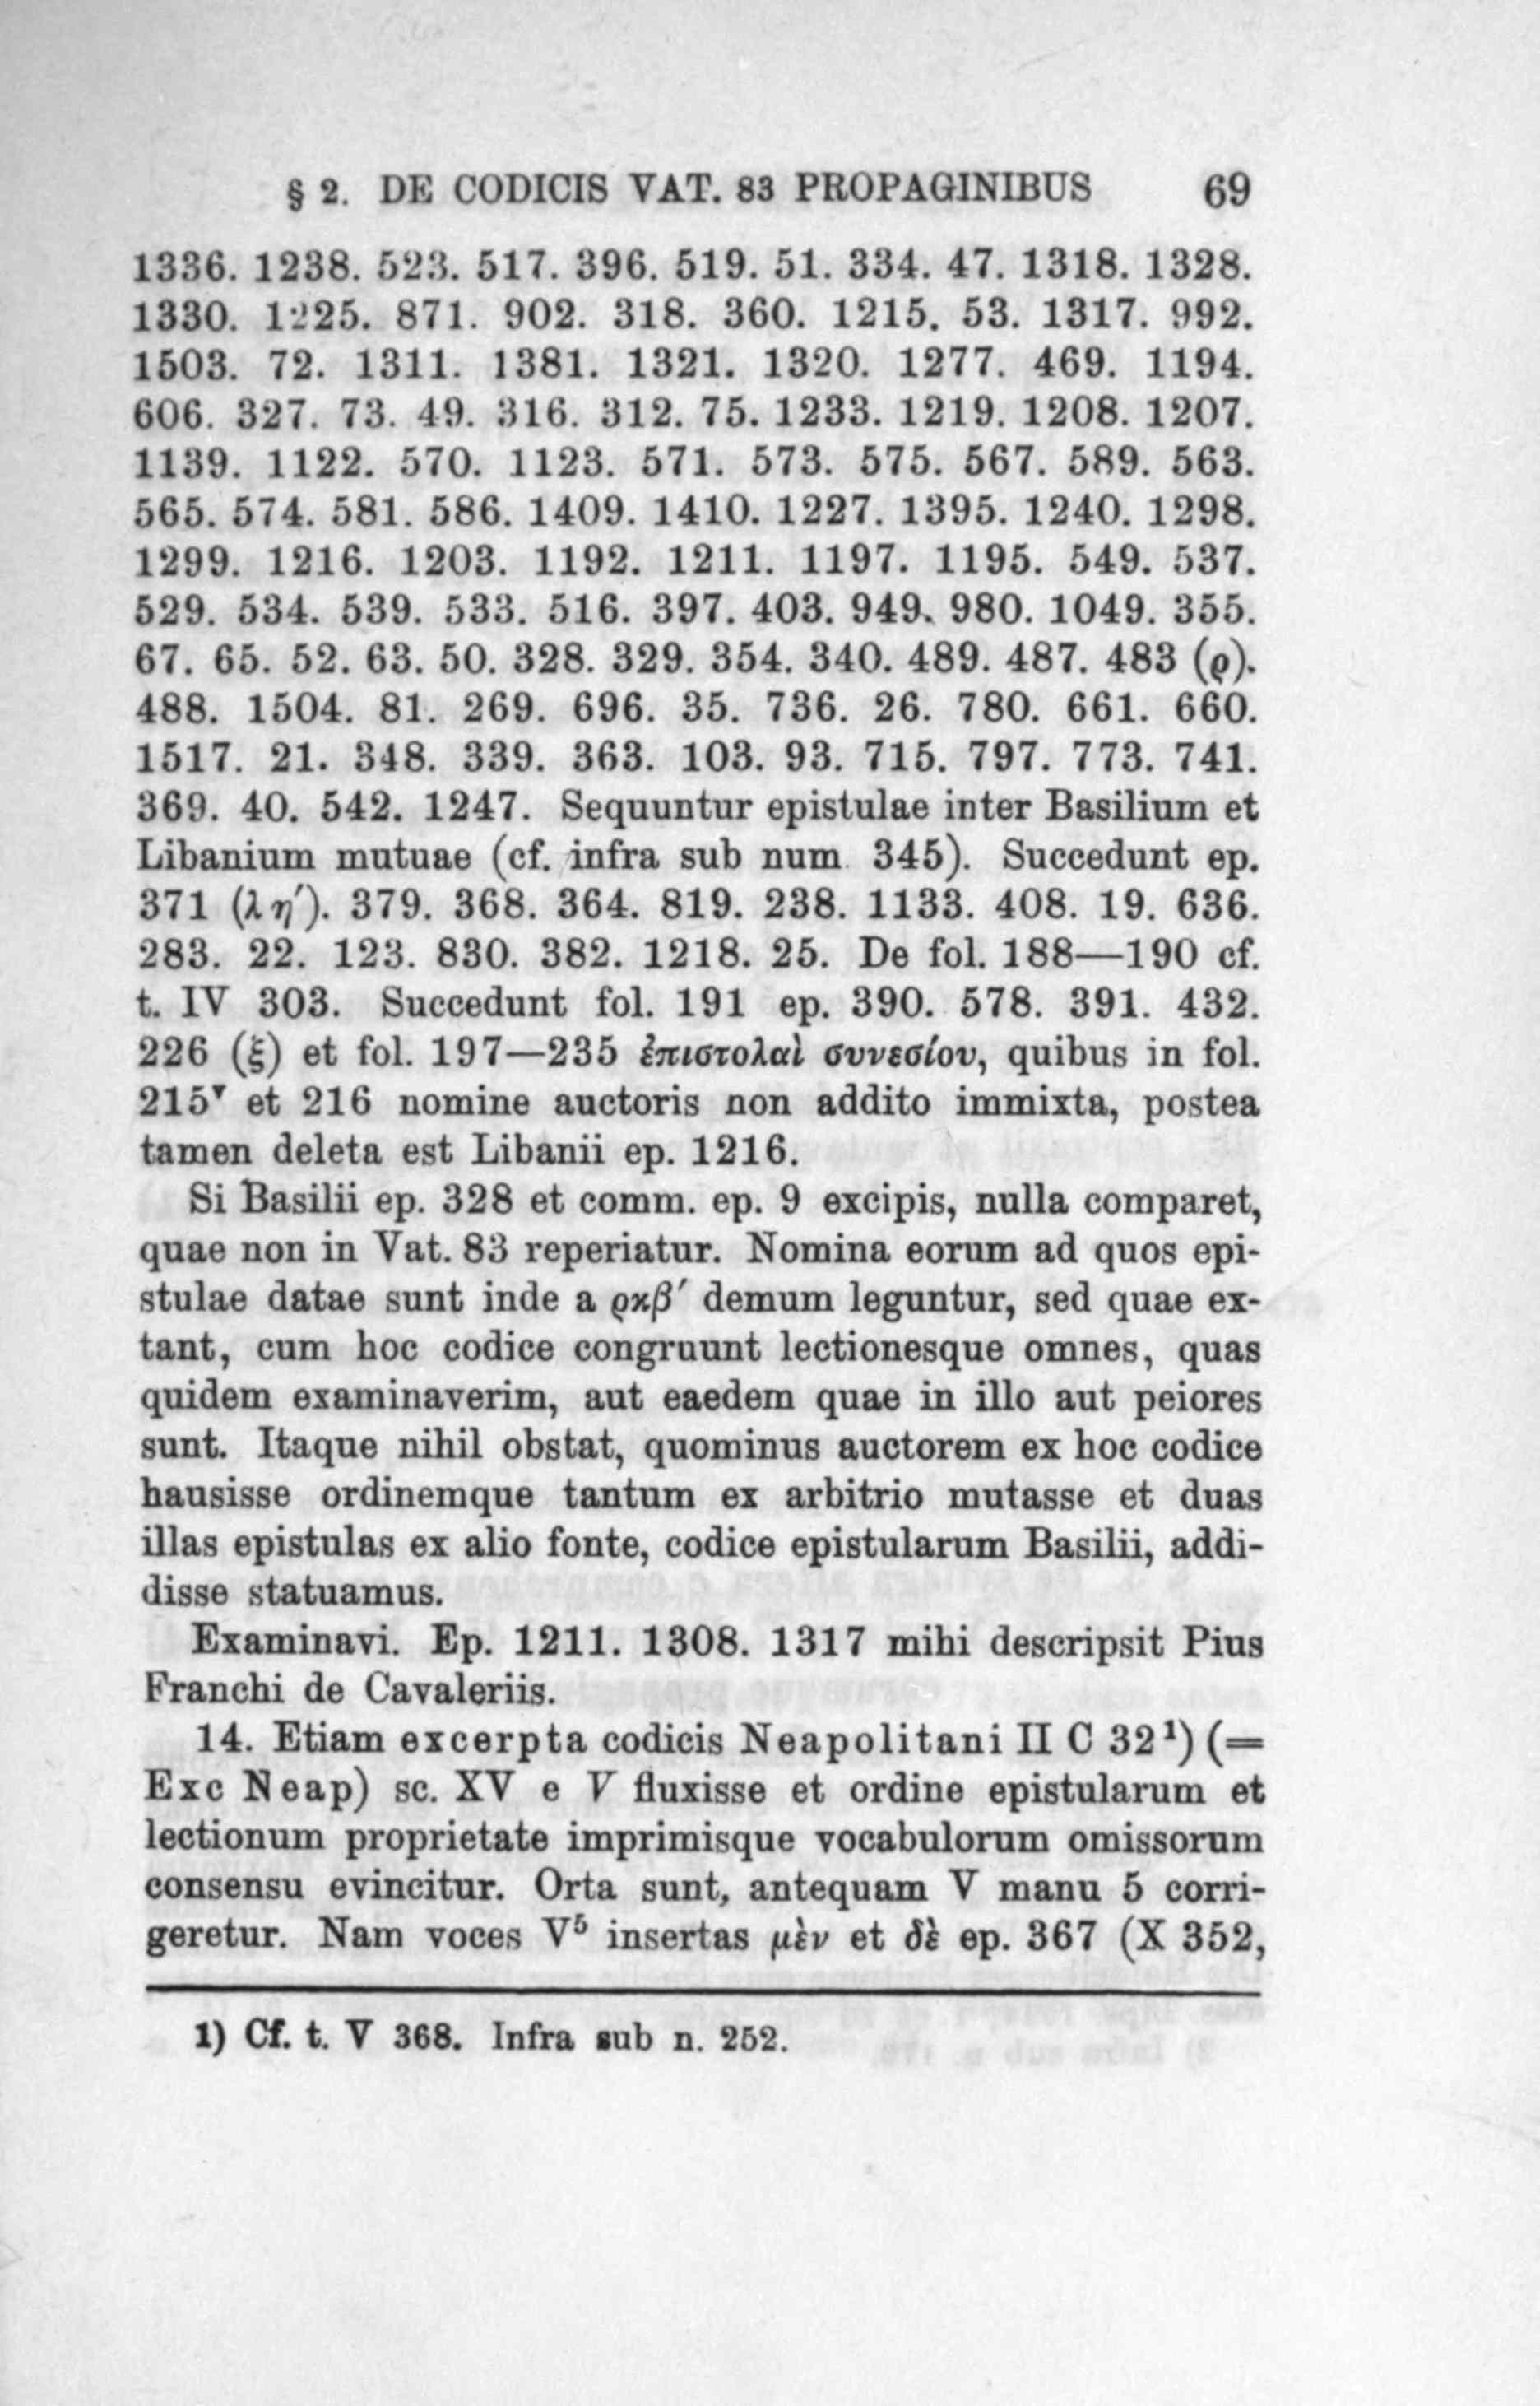 § 2. DE CODICIS VAT. 83 PROPAGINIBUS 69
1336. 1238. 523. 517. 396. 519. 51. 334. 47. 1318. 1328.
1330. 1225. 871. 902. 318. 360. 1215. 53. 1317. 992.
1503. 72. 1311. 1381. 1321. 1320. 1277. 469. 1194.
606. 327. 73. 49. 316. 312. 75. 1233. 1219. 1208. 1207.
1139. 1122. 570. 1123. 571. 573. 575. 567. 589. 563.
565. 574. 581. 586. 1409. 1410. 1227. 1395. 1240. 1298.
1299. 1216. 1203. 1192. 1211. 1197. 1195. 549. 537.
529. 534. 539. 533. 516. 397. 403. 949. 980. 1049. 355.
67. 65. 52. 63. 50. 328. 329. 354. 340. 489. 487. 483 (ϱ).
488. 1504. 81. 269. 696. 35. 736. 26. 780. 661. 660.
1517. 21. 348. 339. 363. 103. 93. 715. 797. 773. 741.
369. 40. 542. 1247. Sequuntur epistulae inter Basilium et
Libanium mutuae (cf. infra sub num. 345). Succedunt ep.
371 (λη′). 379. 368. 364. 819. 238. 1133. 408. 19. 636.
283. 22. 123. 830. 382. 1218. 25. De fol. 188—190 cf.
t. IV 303. Succedunt fol. 191 ep. 390. 578. 391. 432.
226 (ξ) et fol. 197—235 ἐπιστολαὶ συνεσίου, quibus in fol.
215ᵛ et 216 nomine auctoris non addito immixta, postea
tamen deleta est Libanii ep. 1216.
Si Basilii ep. 328 et comm. ep. 9 excipis, nulla comparet,
quae non in Vat. 83 reperiatur. Nomina eorum ad quos epi-
stulae datae sunt inde a ϱκβ′ demum leguntur, sed quae ex-
tant, cum hoc codice congruunt lectionesque omnes, quas
quidem examinaverim, aut eaedem quae in illo aut peiores
sunt. Itaque nihil obstat, quominus auctorem ex hoc codice
hausisse ordinemque tantum ex arbitrio mutasse et duas
illas epistulas ex alio fonte, codice epistularum Basilii, addi-
disse statuamus.
Examinavi. Ep. 1211. 1308. 1317 mihi descripsit Pius
Franchi de Cavaleriis.
14. Etiam excerpta codicis Neapolitani II C 32¹) (=
Exc Neap) sc. XV e V fluxisse et ordine epistularum et
lectionum proprietate imprimisque vocabulorum omissorum
consensu evincitur. Orta sunt, antequam V manu 5 corri-
geretur. Nam voces V⁵ insertas μὲν et δὲ ep. 367 (X 352,
1) Cf. t. V 368. Infra sub n. 252.